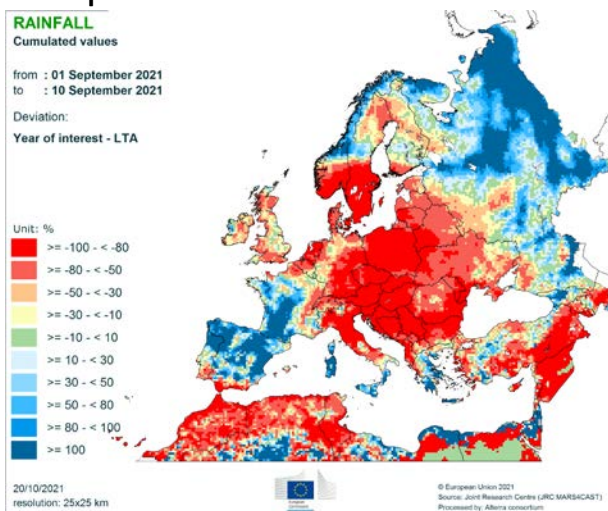 RAINFALL
Cumulated values
from : 01 September 2021
to : 10 September 2021
Deviation:
Year of interest - LTA
Unit: %
>= -100 - < -80
>= -80 - < -50
>= -50 - < -30
>= -30 - < -10
>= -10 - < 10
>= 10 - < 30
>= 30 - < 50
>= 50 - < 80
>= 80 - < 100
>= 100
20/10/2021
resolution: 25x25 km
© European Union 2021
Source: Joint Research Centre (JRC MARS4CAST)
Processed by: Alterra consortium